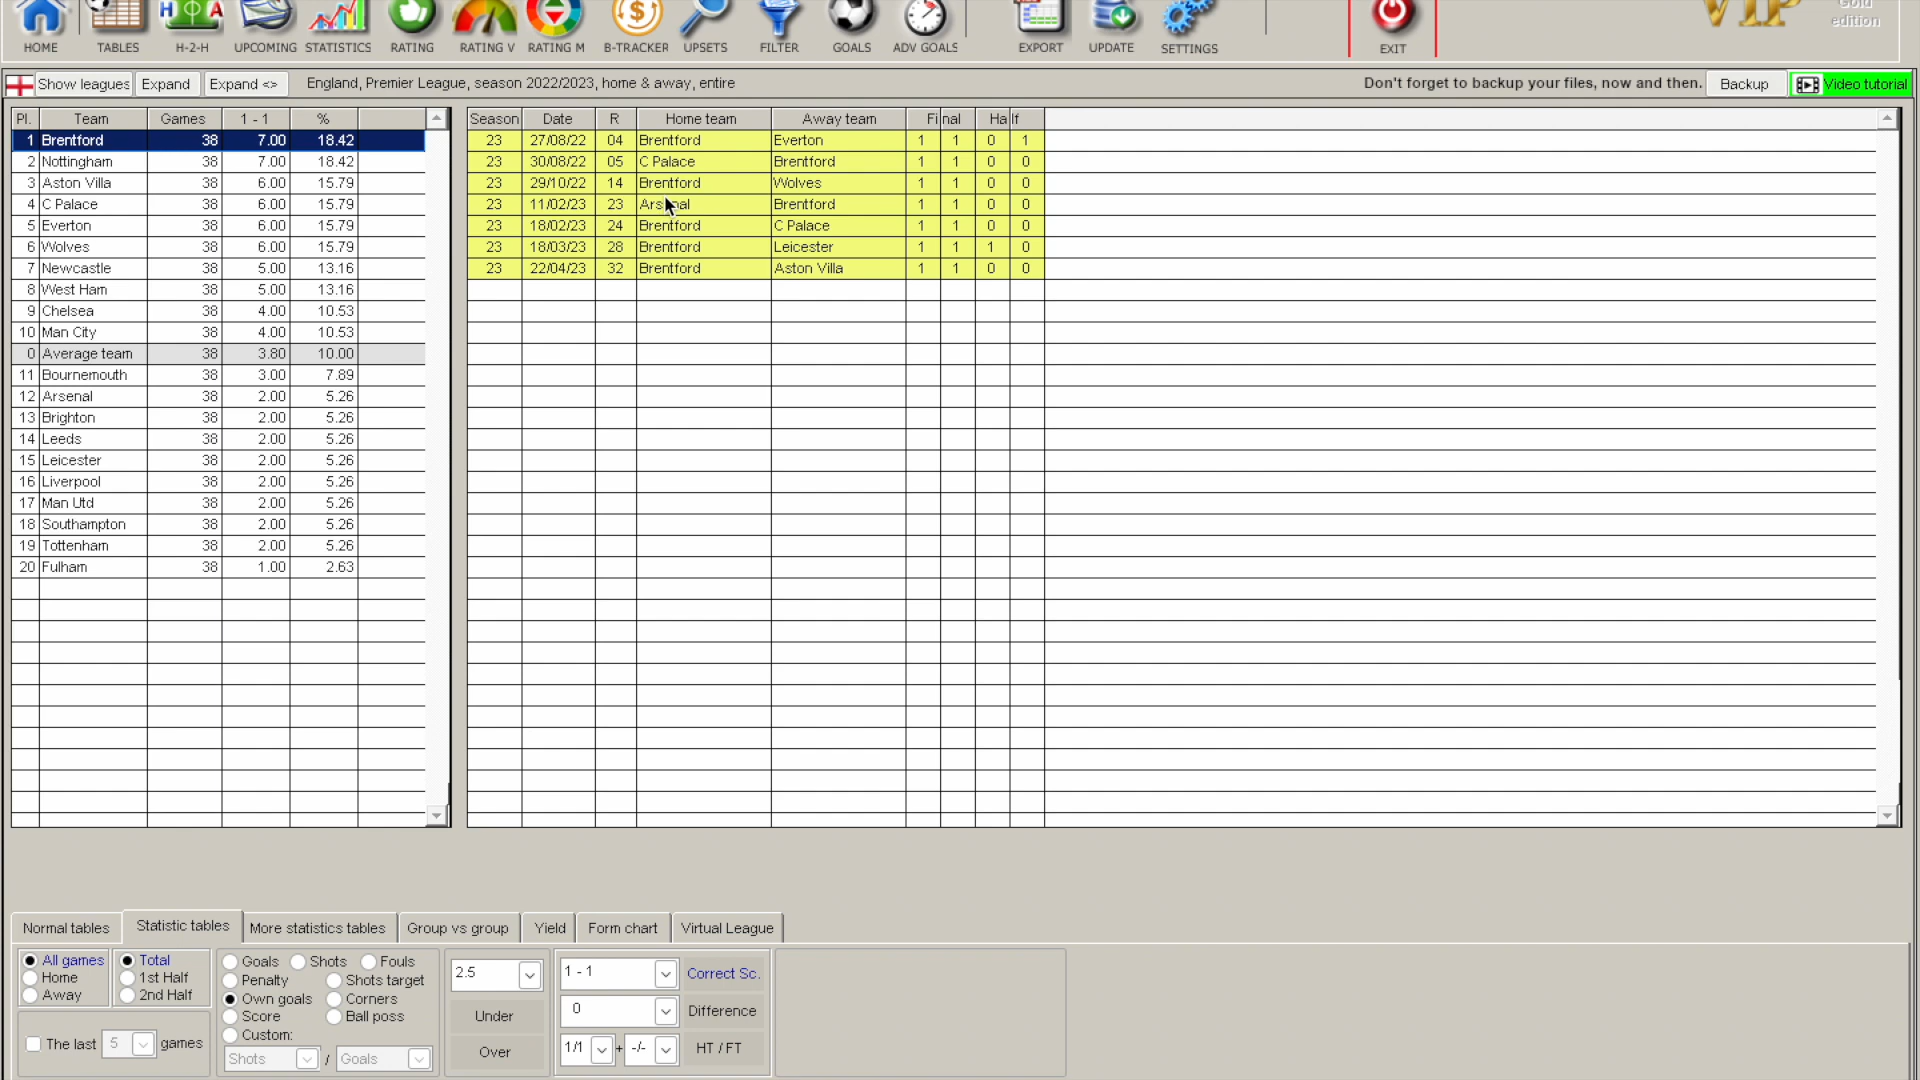 VIP Gold edition
HOME TABLES H-2-H UPCOMING STATISTICS RATING RATING V RATING M B-TRACKER UPSETS FILTER GOALS ADV GOALS EXPORT UPDATE SETTINGS EXIT
Show leagues Expand Expand <> England, Premier League, season 2022/2023, home & away, entire Don't forget to backup your files, now and then. Backup Video tutorial
Pl. Team Games 1 - 1 %
1 Brentford 38 7.00 18.42
2 Nottingham 38 7.00 18.42
3 Aston Villa 38 6.00 15.79
4 C Palace 38 6.00 15.79
5 Everton 38 6.00 15.79
6 Wolves 38 6.00 15.79
7 Newcastle 38 5.00 13.16
8 West Ham 38 5.00 13.16
9 Chelsea 38 4.00 10.53
10 Man City 38 4.00 10.53
0 Average team 38 3.80 10.00
11 Bournemouth 38 3.00 7.89
12 Arsenal 38 2.00 5.26
13 Brighton 38 2.00 5.26
14 Leeds 38 2.00 5.26
15 Leicester 38 2.00 5.26
16 Liverpool 38 2.00 5.26
17 Man Utd 38 2.00 5.26
18 Southampton 38 2.00 5.26
19 Tottenham 38 2.00 5.26
20 Fulham 38 1.00 2.63
Season Date R Home team Away team Final Half
23 27/08/22 04 Brentford Everton 1 1 0 1
23 30/08/22 05 C Palace Brentford 1 1 0 0
23 29/10/22 14 Brentford Wolves 1 1 0 0
23 11/02/23 23 Arsenal Brentford 1 1 0 0
23 18/02/23 24 Brentford C Palace 1 1 0 0
23 18/03/23 28 Brentford Leicester 1 1 1 0
23 22/04/23 32 Brentford Aston Villa 1 1 0 0
Normal tables Statistic tables More statistics tables Group vs group Yield Form chart Virtual League
All games
Home
Away
Total
1st Half
2nd Half
The last 5 games
Goals Shots Fouls
Penalty Shots target
Own goals Corners
Score Ball poss
Custom:
Shots / Goals
2.5
Under
Over
1 - 1 Correct Sc.
0 Difference
1/1 + -/- HT / FT